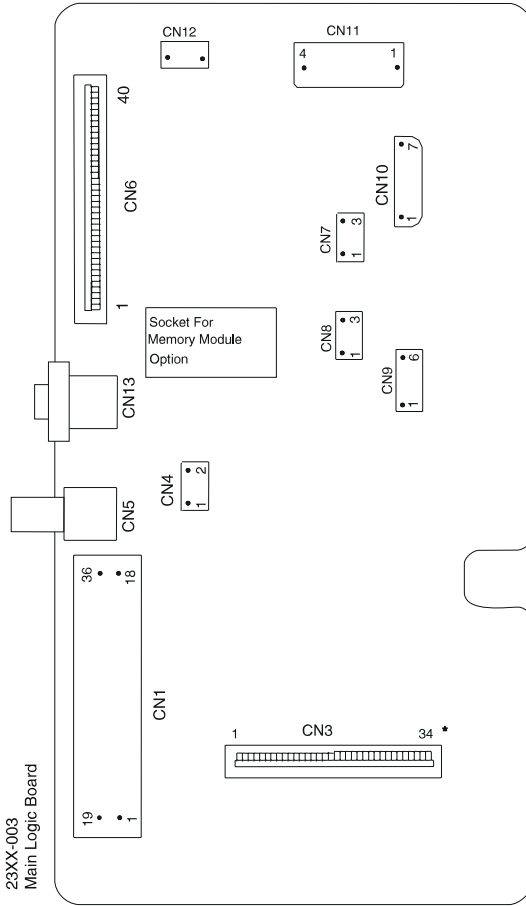 CN12
CN11
4 1
40
CN6
1
CN10
1 7
CN7
1 3
Socket For
Memory Module
Option
CN8
1 3
CN9
1 6
CN13
CN4
1 2
CN5
36 18
CN1
19 1
1 CN3 34 *
23XX-003
Main Logic Board